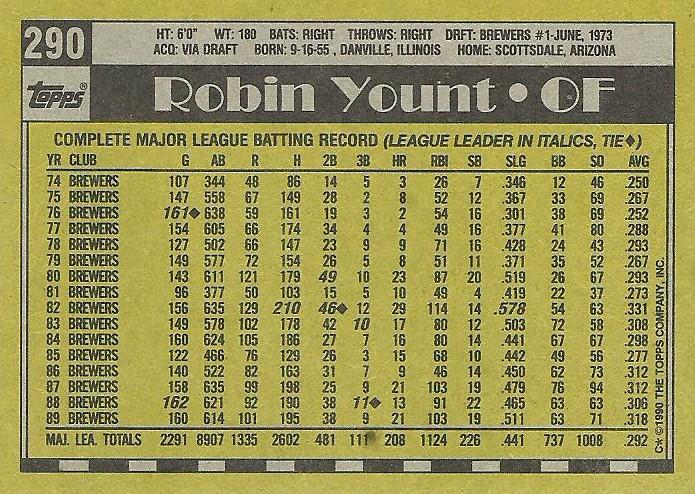 290
HT: 6'0" WT: 180 BATS: RIGHT THROWS: RIGHT DRFT: BREWERS #1-JUNE, 1973
ACQ: VIA DRAFT BORN: 9-16-55 , DANVILLE, ILLINOIS HOME: SCOTTSDALE, ARIZONA
TOPPS®
Robin Yount • OF
COMPLETE MAJOR LEAGUE BATTING RECORD (LEAGUE LEADER IN ITALICS, TIE♦)
YR CLUB G AB R H 2B 3B HR RBI SB SLG BB SO AVG
74 BREWERS 107 344 48 86 14 5 3 26 7 .346 12 46 .250
75 BREWERS 147 558 67 149 28 2 8 52 12 .367 33 69 .267
76 BREWERS 161♦ 638 59 161 19 3 2 54 16 .301 38 69 .252
77 BREWERS 154 605 66 174 34 4 4 49 16 .377 41 80 .288
78 BREWERS 127 502 66 147 23 9 9 71 16 .428 24 43 .293
79 BREWERS 149 577 72 154 26 5 8 51 11 .371 35 52 .267
80 BREWERS 143 611 121 179 49 10 23 87 20 .519 26 67 .293
81 BREWERS 96 377 50 103 15 5 10 49 4 .419 22 37 .273
82 BREWERS 156 635 129 210 46♦ 12 29 114 14 .578 54 63 .331
83 BREWERS 149 578 102 178 42 10 17 80 12 .503 72 58 .308
84 BREWERS 160 624 105 186 27 7 16 80 14 .441 67 67 .298
85 BREWERS 122 466 76 129 26 3 15 68 10 .442 49 56 .277
86 BREWERS 140 522 82 163 31 7 9 46 14 .450 62 73 .312
87 BREWERS 158 635 99 198 25 9 21 103 19 .479 76 94 .312
88 BREWERS 162 621 92 190 38 11♦ 13 91 22 .465 63 63 .306
89 BREWERS 160 614 101 195 38 9 21 103 19 .511 63 71 .318
MAJ. LEA. TOTALS 2291 8907 1335 2602 481 111 208 1124 226 .441 737 1008 .292
C* ©1990 THE TOPPS COMPANY, INC.